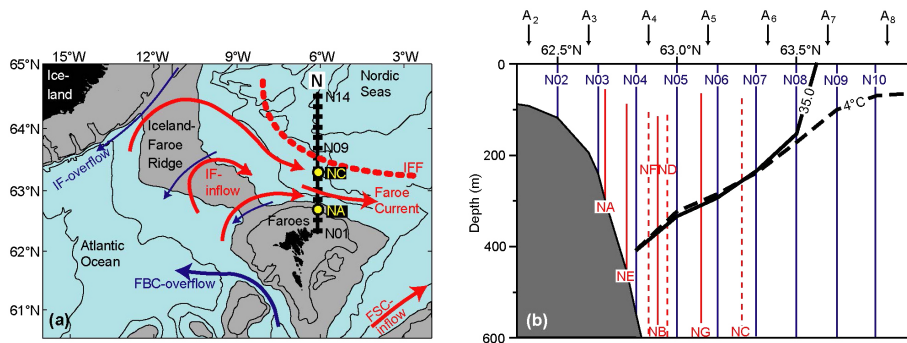 15°W 12°W 9°W 6°W 3°W
65°N
64°N
63°N
62°N
61°N
Ice-
land
N
Nordic
Seas
N14
Iceland-
Faroe
Ridge
N09
IFF
IF-overflow
IF-
inflow
NC
Faroe
Current
NA
Faroes
N01
Atlantic
Ocean
FBC-overflow
FSC-
inflow
(a)
A2 A3 A4 A5 A6 A7 A8
62.5°N 63.0°N 63.5°N
0
200
400
600
Depth (m)
N02 N03 N04 N05 N06 N07 N08 N09 N10
35.0
4°C
NF ND
NA
NE
NB NG NC
(b)